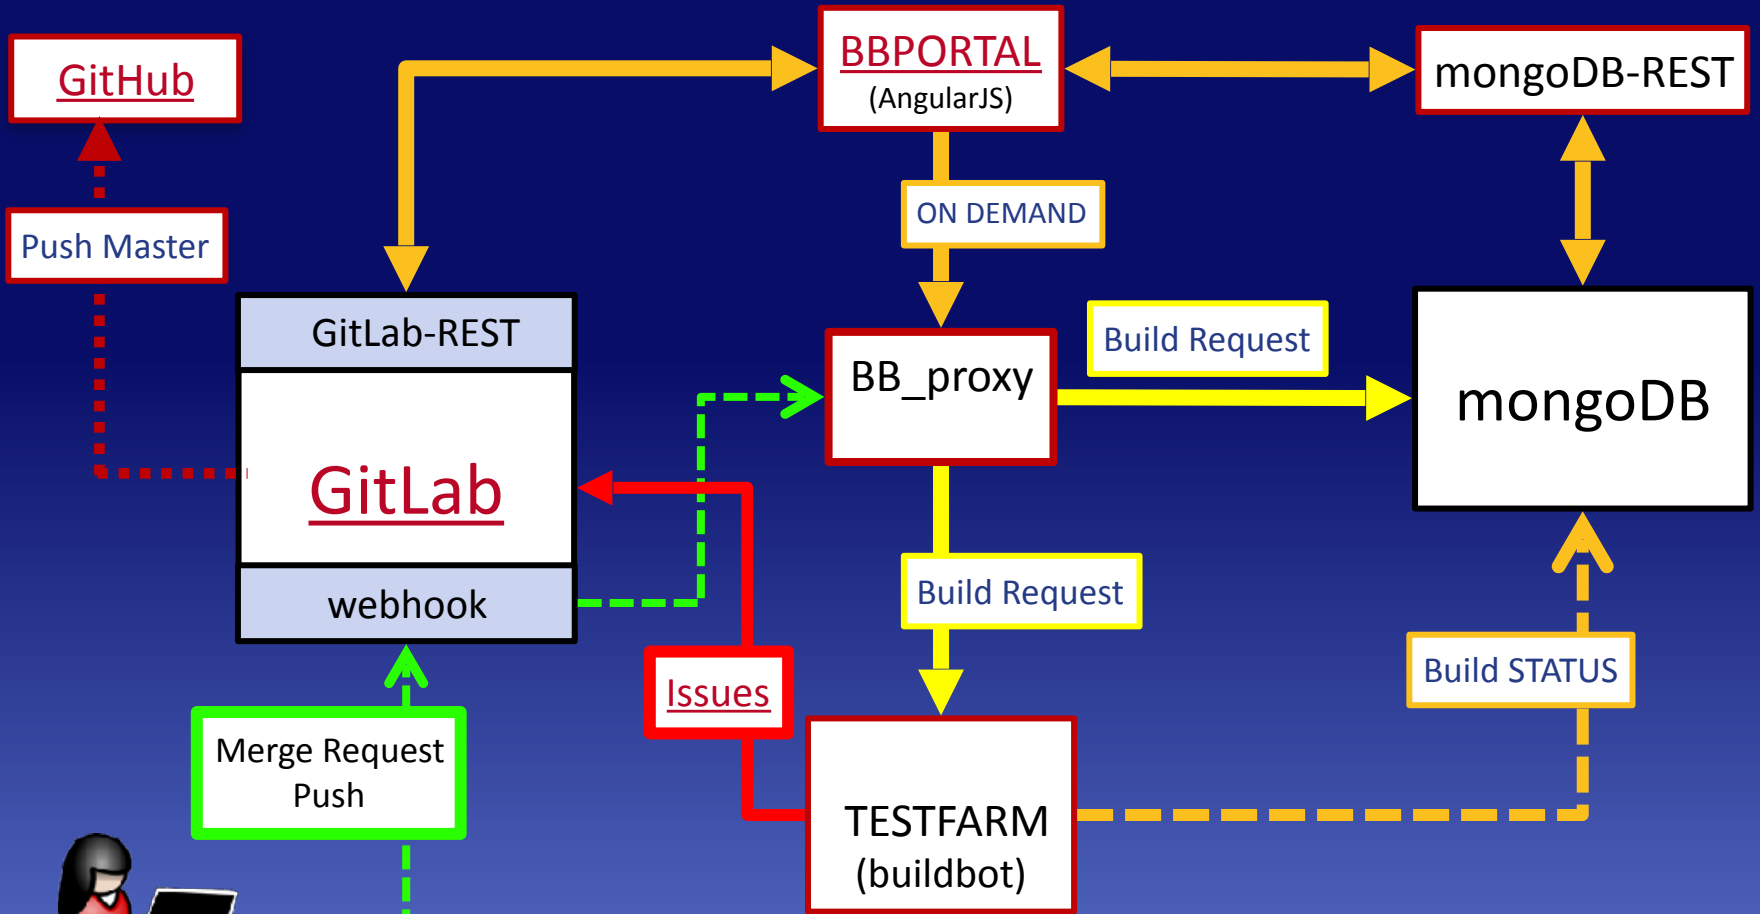 BBPORTAL
(AngularJS)
GitHub
mongoDB-REST
ON DEMAND
Push Master
GitLab-REST
Build Request
BB_proxy
mongoDB
GitLab
webhook
Build Request
Issues
Build STATUS
Merge Request
Push
TESTFARM
(buildbot)